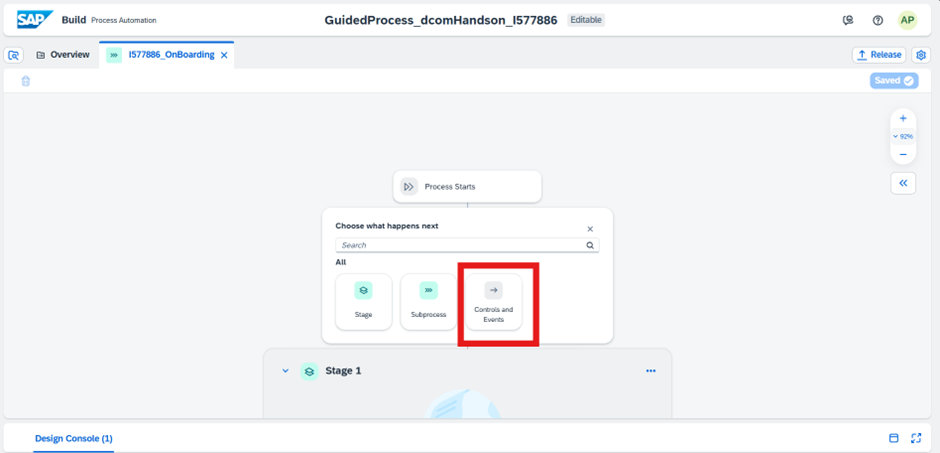 SAP Build Process Automation
GuidedProcess_dcomHandson_I577886 Editable
AP
Overview
I577886_OnBoarding
Release
Saved
92%
Process Starts
Choose what happens next
Search
All
Stage
Subprocess
Controls and
Events
Stage 1
Design Console (1)